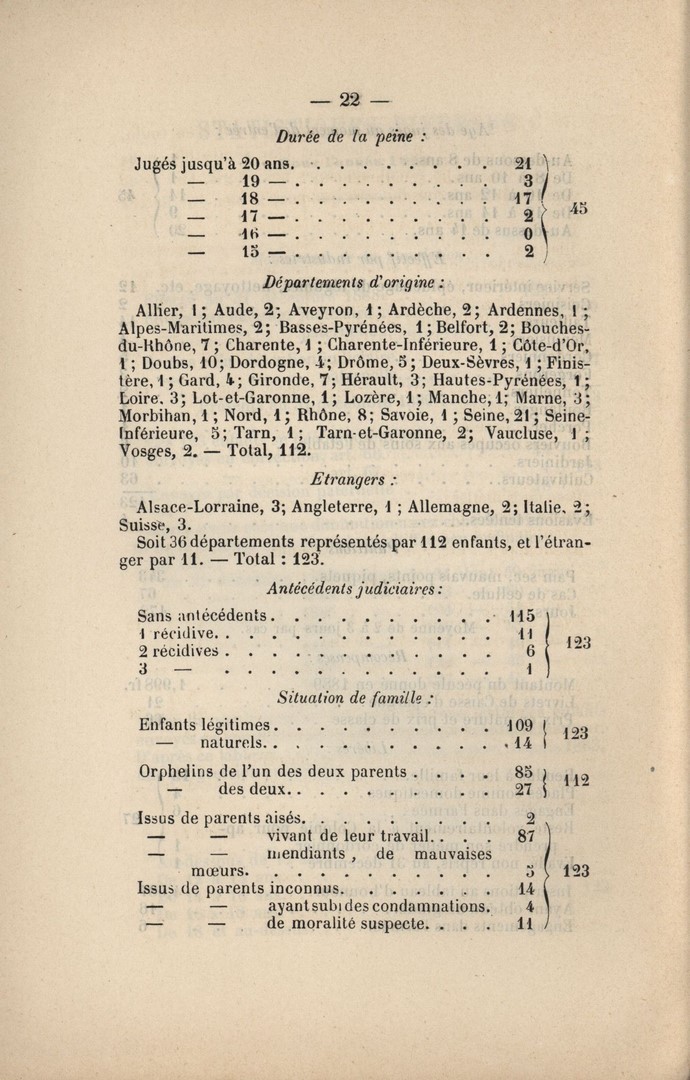 — 22 —
Durée de la peine :
Jugés jusqu'à 20 ans. . . . . . . . . . 21
— 19 — . . . . . . . . . . 3
— 18 — . . . . . . . . . . 17
— 17 — . . . . . . . . . . 2
— 16 — . . . . . . . . . . 0
— 15 — . . . . . . . . . . 2
45
Départements d'origine :
Allier, 1 ; Aude, 2; Aveyron, 1 ; Ardèche, 2 ; Ardennes, 1 ;
Alpes-Maritimes, 2; Basses-Pyrénées, 1 ; Belfort, 2; Bouches-
du-Rhône, 7 ; Charente, 1 ; Charente-Inférieure, 1 ; Côte-d'Or,
1 ; Doubs, 10; Dordogne, 4; Drôme, 5 ; Deux-Sèvres, 1 ; Finis-
tère, 1 ; Gard, 4; Gironde, 7; Hérault, 3; Hautes-Pyrénées, 1;
Loire. 3; Lot-et-Garonne, 1; Lozère, 1 ; Manche, 1; Marne, 3;
Morbihan, 1 ; Nord, 1; Rhône, 8; Savoie, 1 ; Seine, 21 ; Seine-
Inférieure, 5; Tarn, 1; Tarn-et-Garonne, 2; Vaucluse, 1 ;
Vosges, 2. — Total, 112.
Etrangers :
Alsace-Lorraine, 3; Angleterre, 1 ; Allemagne, 2; Italie. 2;
Suisse, 3.
Soit 36 départements représentés par 112 enfants, et l'étran-
ger par 11. — Total : 123.
Antécédents judiciaires :
Sans antécédents . . . . . . . . . . 115
1 récidive. . . . . . . . . . . . 11
2 récidives . . . . . . . . . . . 6
3 — . . . . . . . . . . . 1
123
Situation de famille :
Enfants légitimes . . . . . . . . . . 109
— naturels. . . . . . . . . . . 14
123
Orphelins de l'un des deux parents . . . . 85
— des deux. . . . . . . . . . 27
112
Issus de parents aisés. . . . . . . . . 2
— — vivant de leur travail. . . . 87
— — mendiants, de mauvaises
mœurs. . . . . . . . . . . 5
Issus de parents inconnus. . . . . . . 14
— — ayant subi des condamnations. 4
— — de moralité suspecte. . . . 11
123